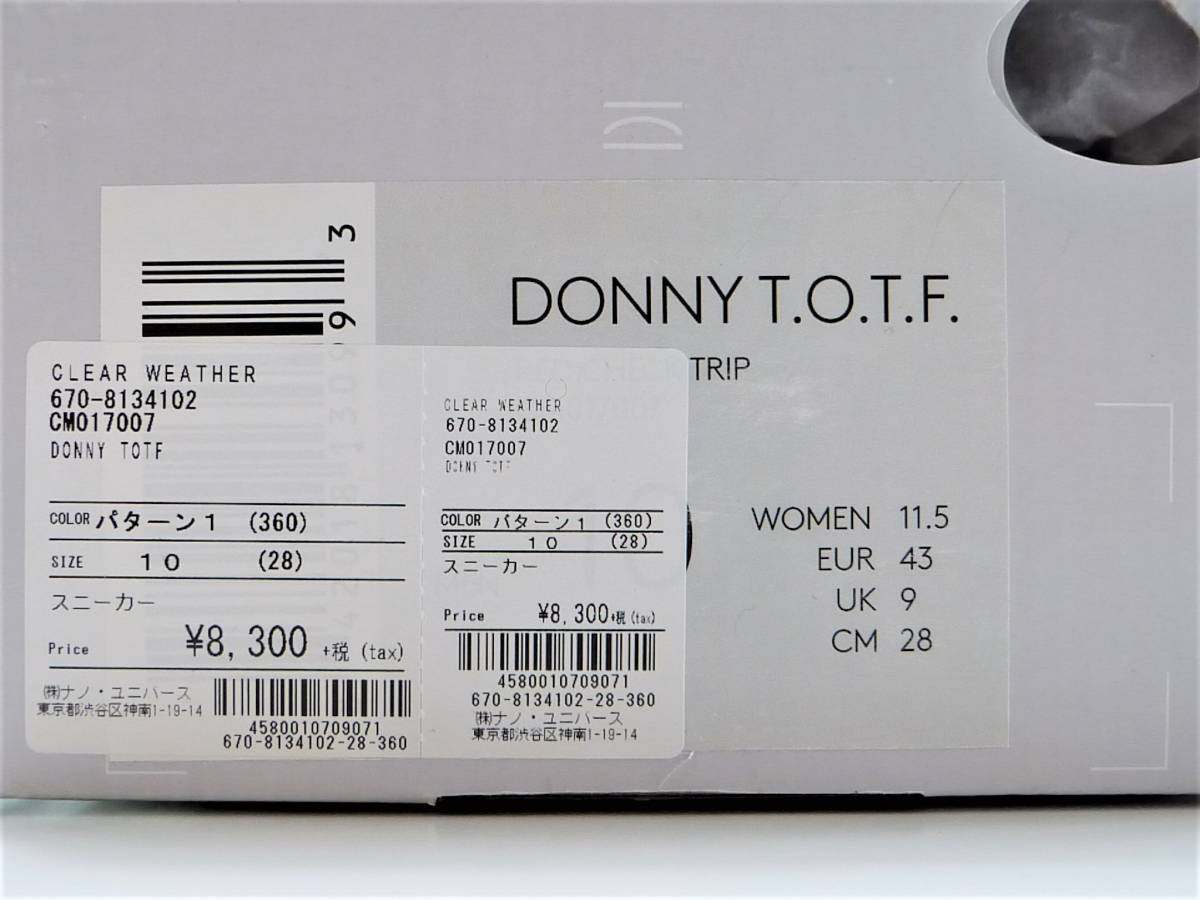 3
9
DONNY T.O.T.F.
TRIP
WOMEN 11.5
EUR 43
UK 9
CM 28
CLEAR WEATHER
670-8134102
CM017007
DONNY TOTF
COLOR パターン1 (360)
SIZE 10 (28)
スニーカー
Price ¥8,300 +税 (tax)
㈱ナノ・ユニバース
東京都渋谷区神南1-19-14
4580010709071
670-8134102-28-360
CLEAR WEATHER
670-8134102
CM017007
DONNY TOTF
COLOR パターン1 (360)
SIZE 10 (28)
スニーカー
Price ¥8,300+税(tax)
4580010709071
670-8134102-28-360
㈱ナノ・ユニバース
東京都渋谷区神南1-19-14